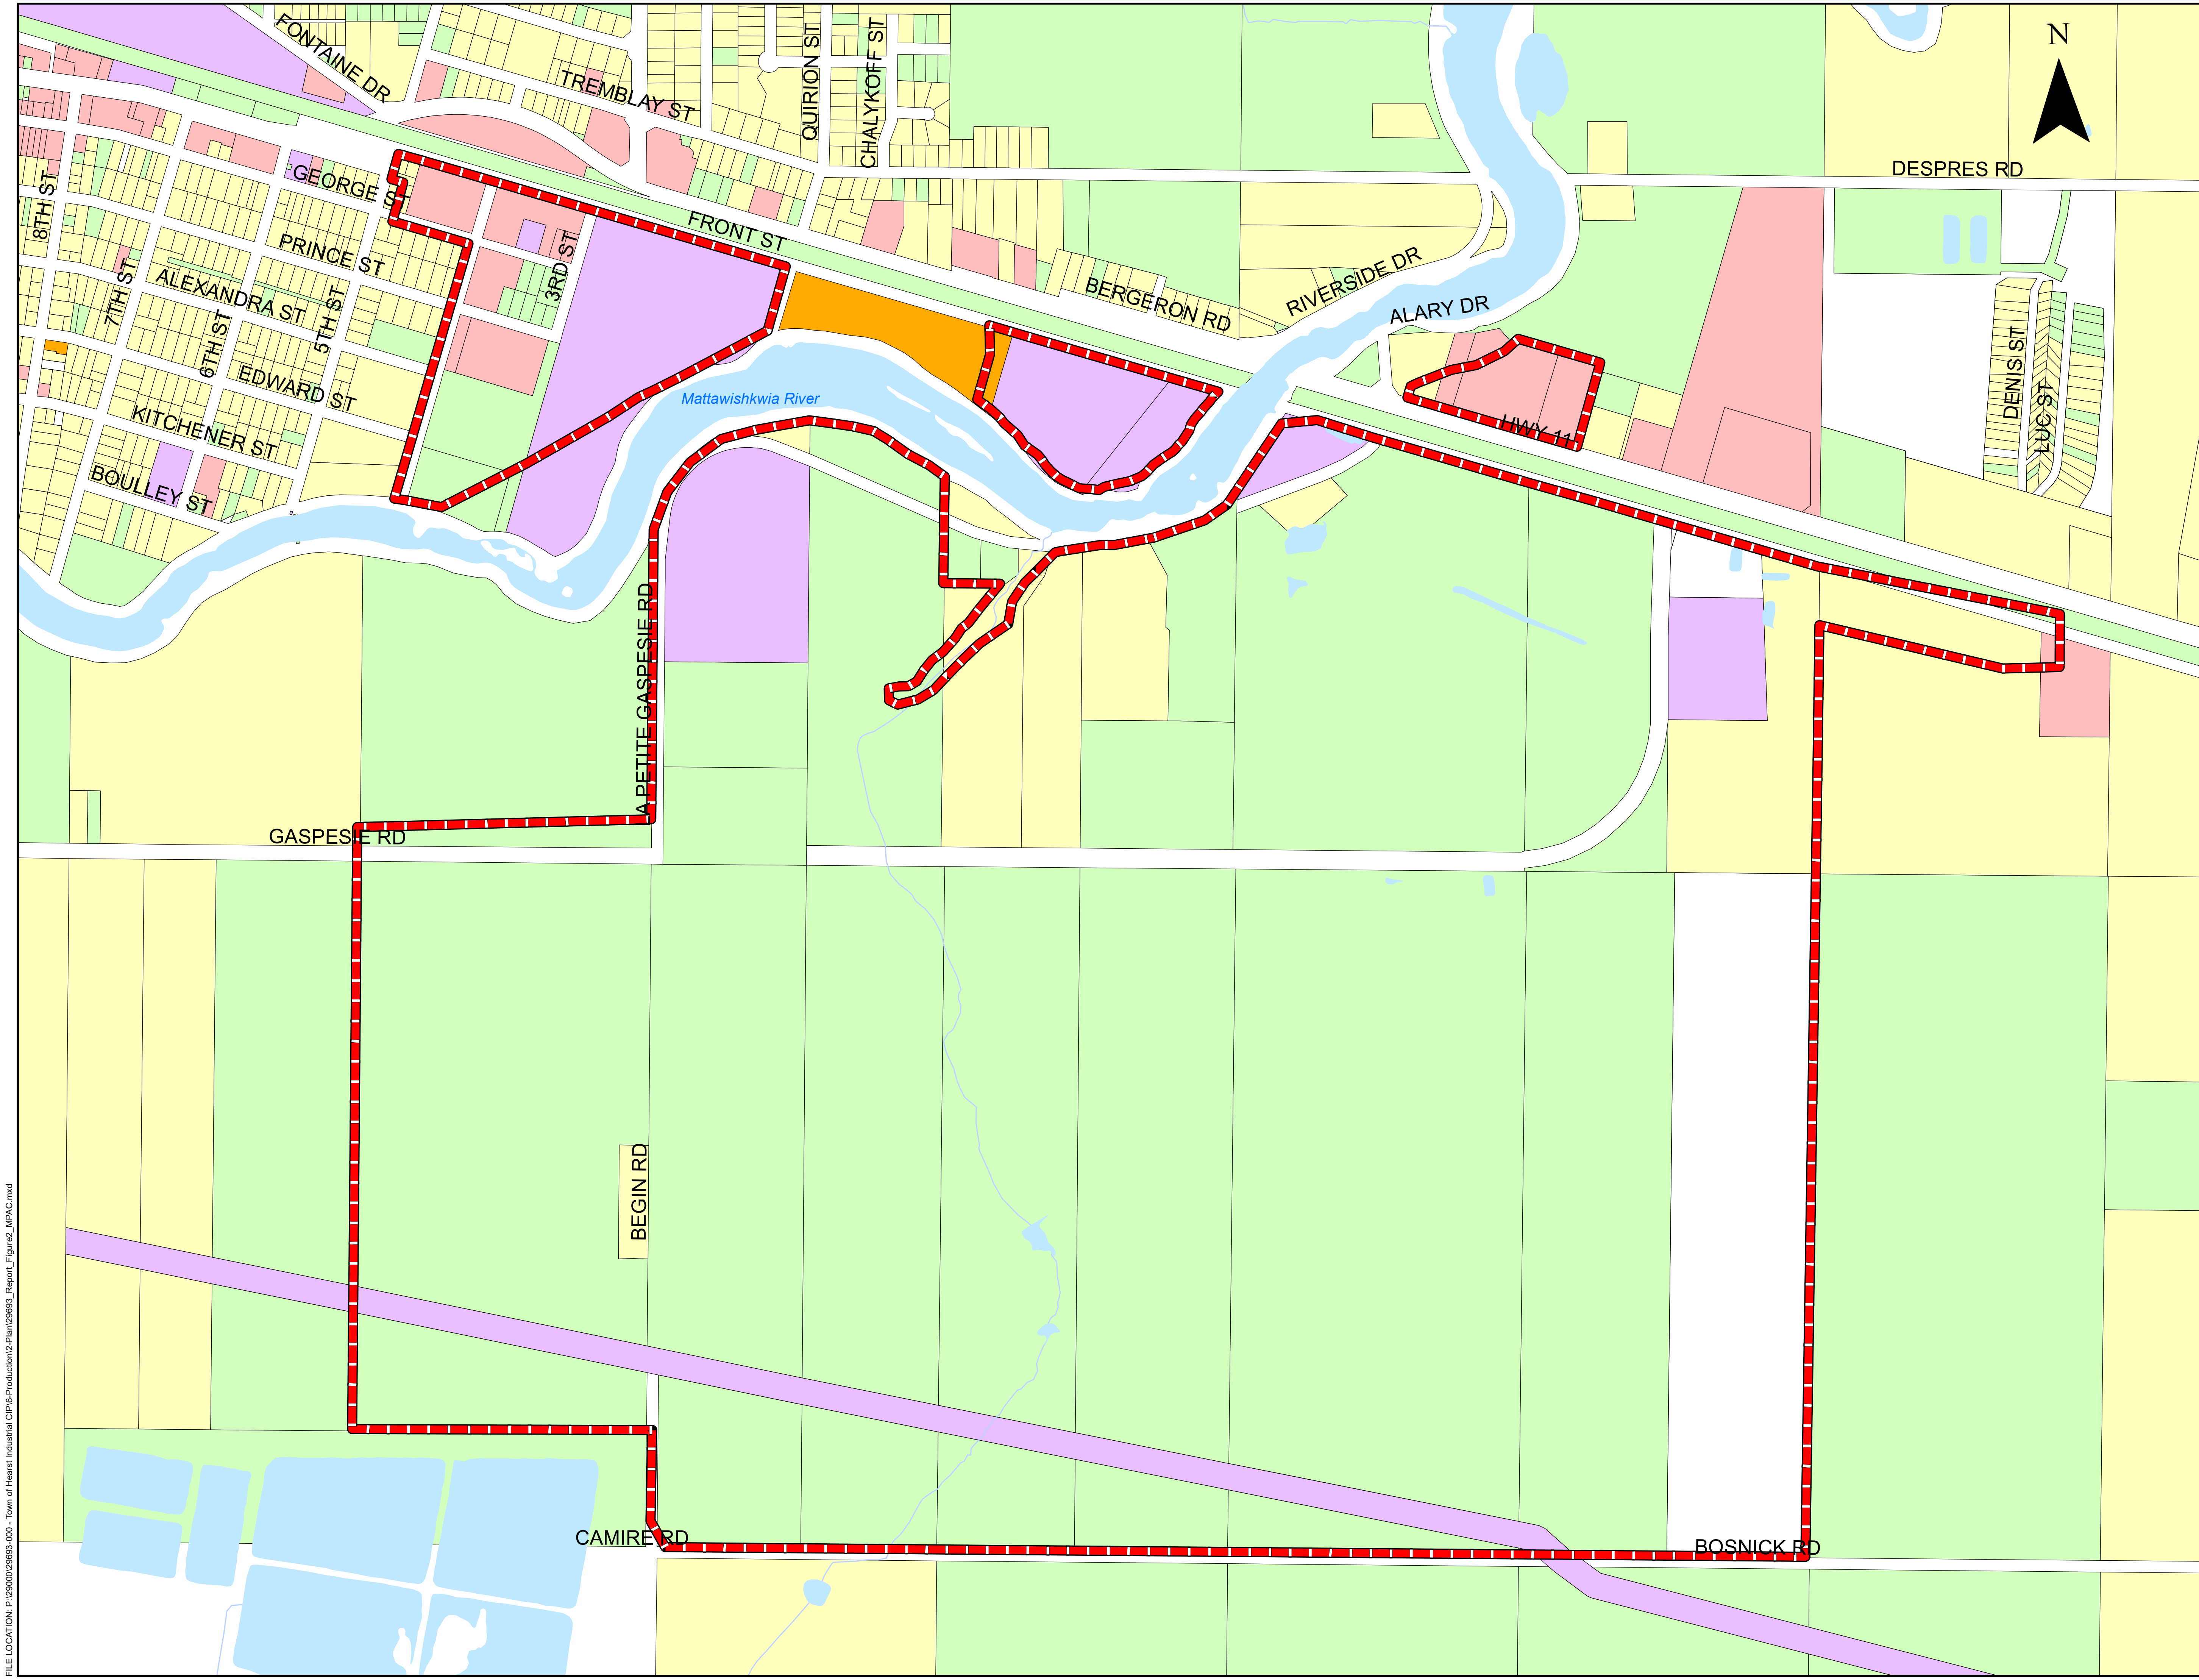 N
FONTAINE DR
TREMBLAY ST
QUIRION ST
CHALYKOFF ST
DESPRES RD
8TH ST
GEORGE ST
PRINCE ST
FRONT ST
3RD ST
7TH ST
ALEXANDRA ST
6TH ST
5TH ST
BERGERON RD
RIVERSIDE DR
ALARY DR
EDWARD ST
KITCHENER ST
BOULLEY ST
Mattawishkwia River
HWY 11
DENIS ST
LUC ST
A PETITE GASPESIE RD
GASPESIE RD
BEGIN RD
CAMIRE RD
BOSNICK RD
FILE LOCATION: P:\29000\29693-000 - Town of Hearst Industrial CIP\6-Production\2-Plan\29693_Report_Figure2_MPAC.mxd